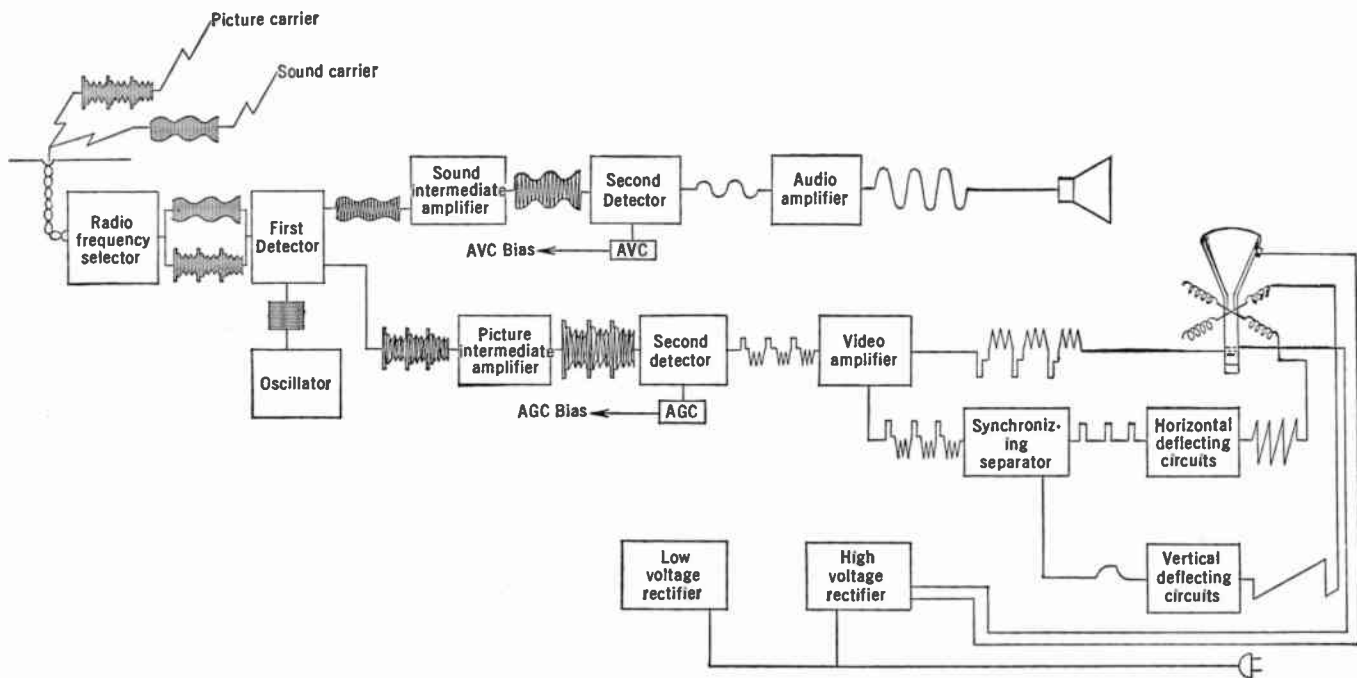 Picture carrier
Sound carrier
Radio
frequency
selector
First
Detector
Oscillator
Sound
intermediate
amplifier
Second
Detector
Audio
amplifier
AVC Bias
AVC
Picture
intermediate
amplifier
Second
detector
Video
amplifier
AGC Bias
AGC
Synchroniz-
ing
separator
Horizontal
deflecting
circuits
Low
voltage
rectifier
High
voltage
rectifier
Vertical
deflecting
circuits